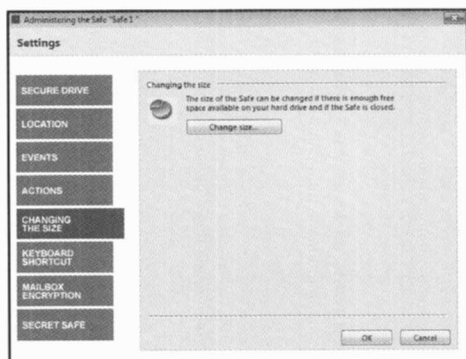 Administering the Safe "Safe1"
Settings
SECURE DRIVE
LOCATION
EVENTS
ACTIONS
CHANGING
THE SIZE
KEYBOARD
SHORTCUT
MAILBOX
ENCRYPTION
SECRET SAFE
Changing the size
The size of the Safe can be changed if there is enough free
space available on your hard drive and if the Safe is closed.
Change size...
OK
Cancel